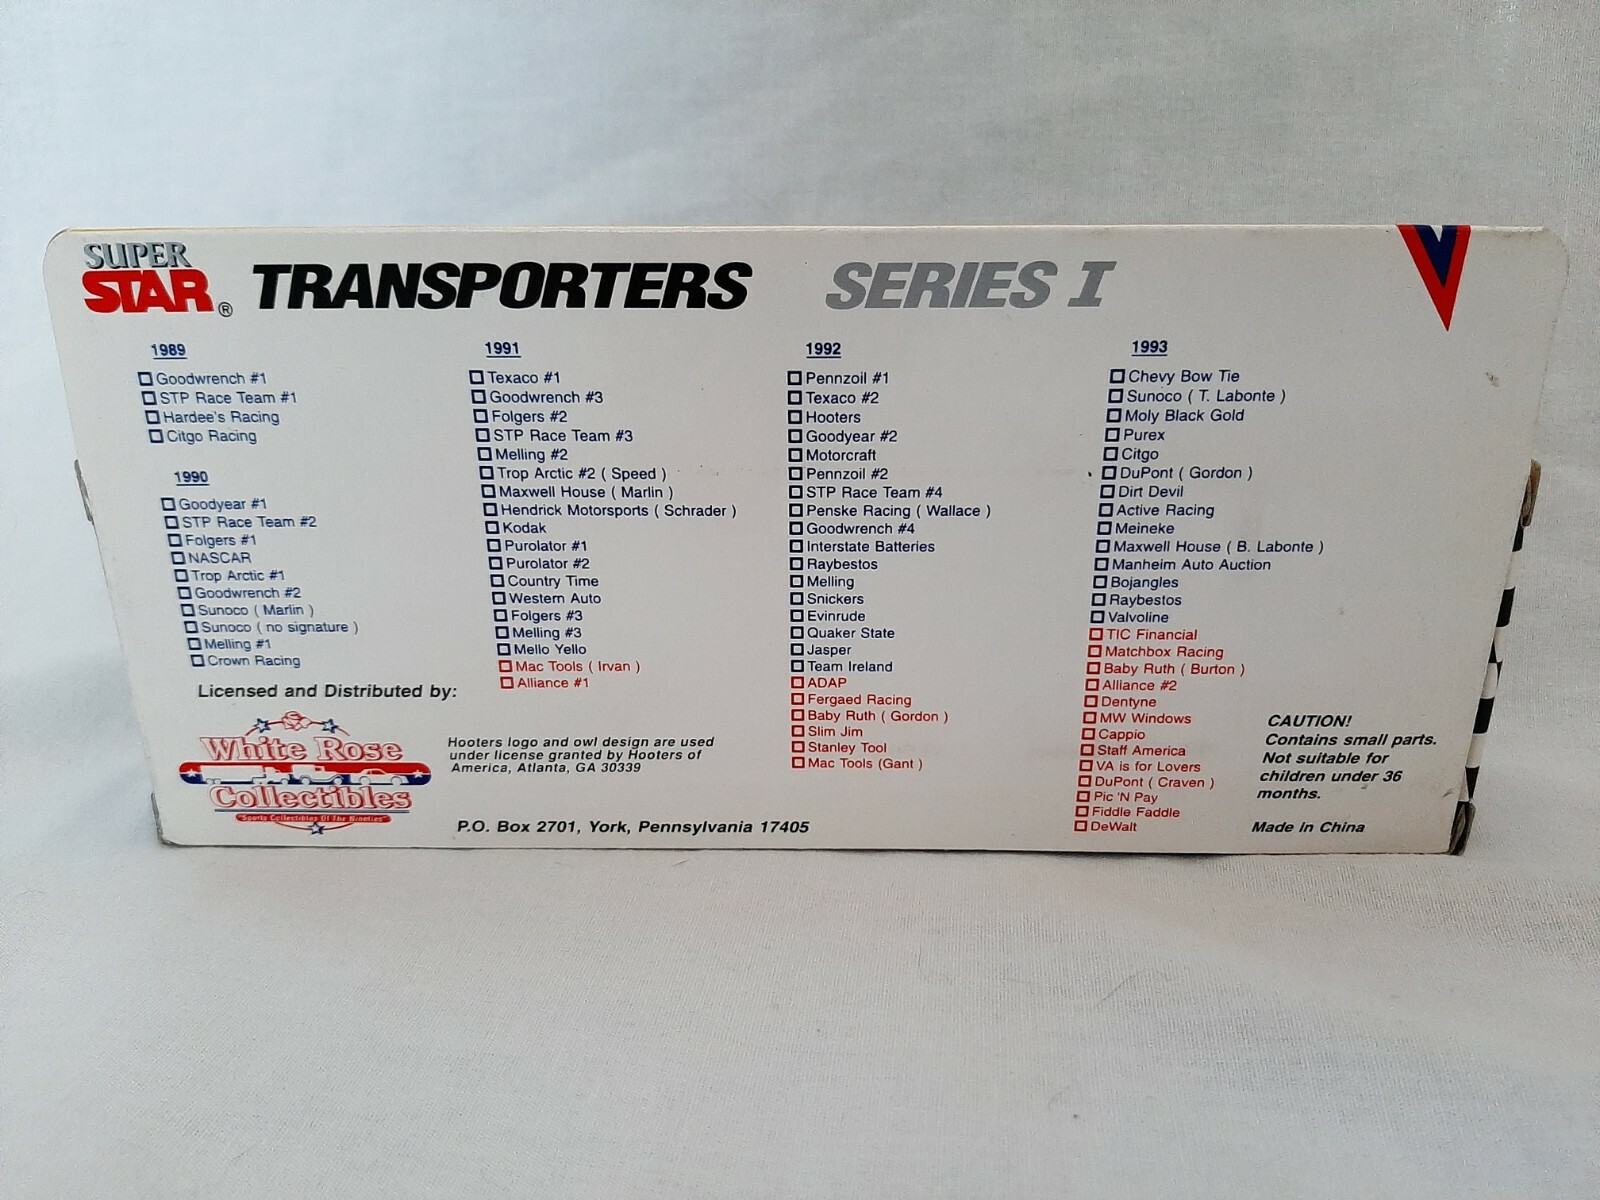 SUPER
STAR®
TRANSPORTERS SERIES I
1989
Goodwrench #1
STP Race Team #1
Hardee's Racing
Citgo Racing
1990
Goodyear #1
STP Race Team #2
Folgers #1
NASCAR
Trop Arctic #1
Goodwrench #2
Sunoco ( Marlin )
Sunoco ( no signature )
Melling #1
Crown Racing
1991
Texaco #1
Goodwrench #3
Folgers #2
STP Race Team #3
Melling #2
Trop Arctic #2 ( Speed )
Maxwell House ( Marlin )
Hendrick Motorsports ( Schrader )
Kodak
Purolator #1
Purolator #2
Country Time
Western Auto
Folgers #3
Melling #3
Mello Yello
Mac Tools ( Irvan )
Alliance #1
1992
Pennzoil #1
Texaco #2
Hooters
Goodyear #2
Motorcraft
Pennzoil #2
STP Race Team #4
Penske Racing ( Wallace )
Goodwrench #4
Interstate Batteries
Raybestos
Melling
Snickers
Evinrude
Quaker State
Jasper
Team Ireland
ADAP
Fergaed Racing
Baby Ruth ( Gordon )
Slim Jim
Stanley Tool
Mac Tools (Gant )
1993
Chevy Bow Tie
Sunoco ( T. Labonte )
Moly Black Gold
Purex
Citgo
DuPont ( Gordon )
Dirt Devil
Active Racing
Meineke
Maxwell House ( B. Labonte )
Manheim Auto Auction
Bojangles
Raybestos
Valvoline
TIC Financial
Matchbox Racing
Baby Ruth ( Burton )
Alliance #2
Dentyne
MW Windows
Cappio
Staff America
VA is for Lovers
DuPont ( Craven )
Pic 'N Pay
Fiddle Faddle
DeWalt
Licensed and Distributed by:
White Rose
Collectibles
"Sports Collectibles Of The Nineties"
Hooters logo and owl design are used
under license granted by Hooters of
America, Atlanta, GA 30339
P.O. Box 2701, York, Pennsylvania 17405
CAUTION!
Contains small parts.
Not suitable for
children under 36
months.
Made in China